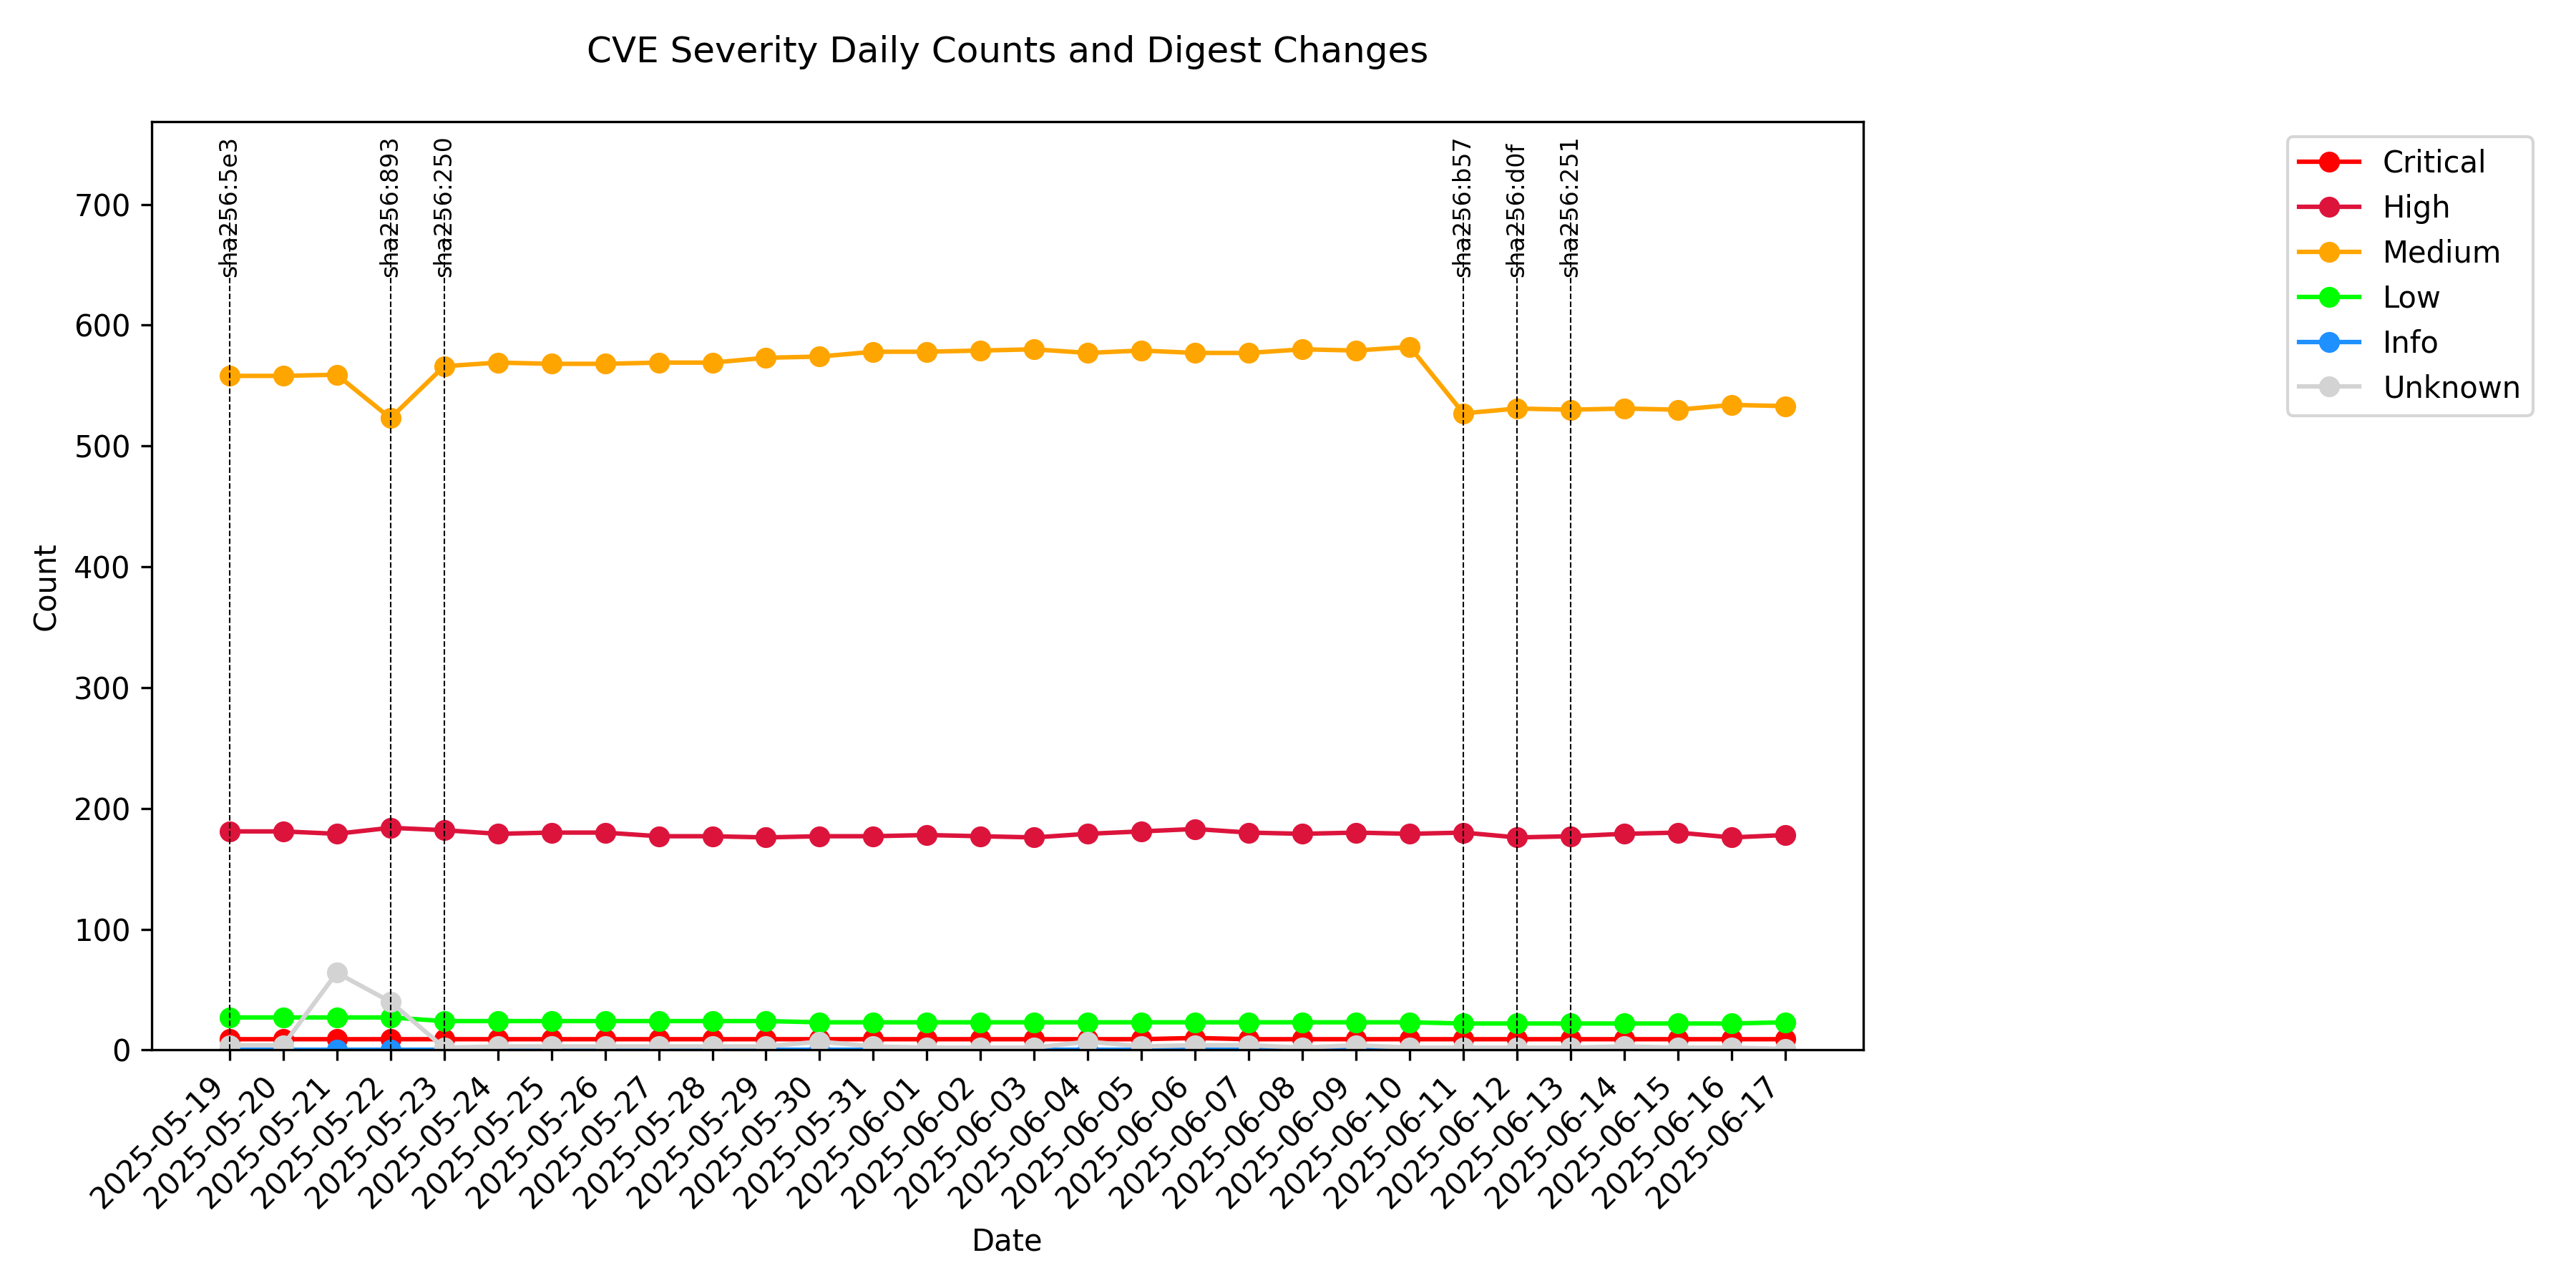 CVE Severity Daily Counts and Digest Changes
sha256:5e3
sha256:893
sha256:250
sha256:b57
sha256:d0f
sha256:251
Critical
High
Medium
Low
Info
Unknown
700
600
500
400
300
200
100
0
Count
2025-05-19
2025-05-20
2025-05-21
2025-05-22
2025-05-23
2025-05-24
2025-05-25
2025-05-26
2025-05-27
2025-05-28
2025-05-29
2025-05-30
2025-05-31
2025-06-01
2025-06-02
2025-06-03
2025-06-04
2025-06-05
2025-06-06
2025-06-07
2025-06-08
2025-06-09
2025-06-10
2025-06-11
2025-06-12
2025-06-13
2025-06-14
2025-06-15
2025-06-16
2025-06-17
Date